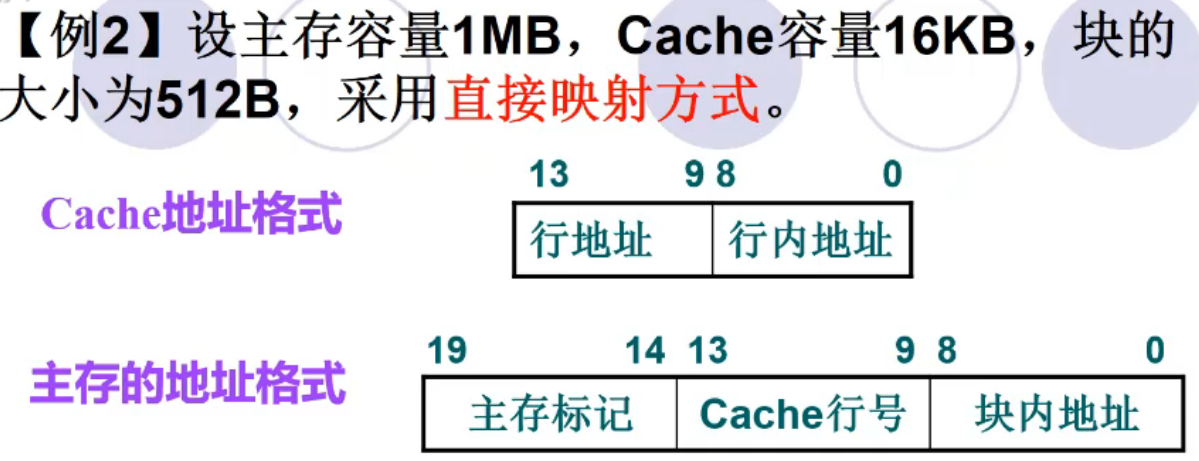 【例2】设主存容量1MB，Cache容量16KB，块的
大小为512B，采用直接映射方式。
13 9 8 0
Cache地址格式
行地址 行内地址
19 14 13 9 8 0
主存的地址格式
主存标记 Cache行号 块内地址